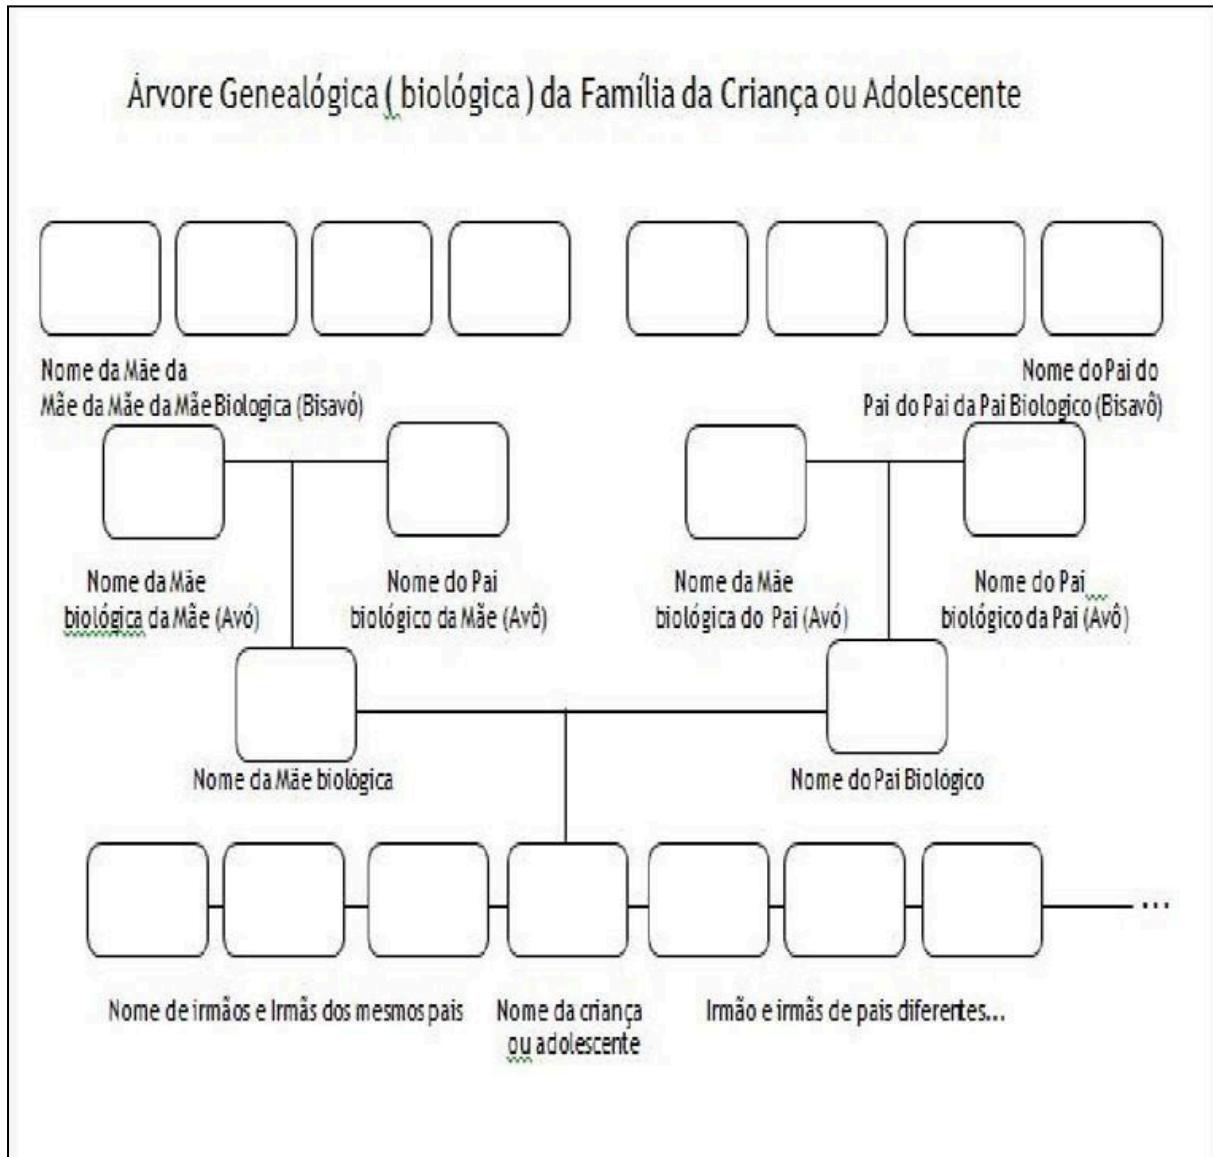 Árvore Genealógica ( biológica ) da Família da Criança ou Adolescente
Nome da Mãe da
Mãe da Mãe da Mãe Biologica (Bisavó)
Nome do Pai do
Pai do Pai da Pai Biologico (Bisavô)
Nome da Mãe
biológica da Mãe (Avó)
Nome do Pai
biológico da Mãe (Avô)
Nome da Mãe
biológica do Pai (Avó)
Nome do Pai
biológico da Pai (Avô)
Nome da Mãe biológica
Nome do Pai Biológico
...
Nome de irmãos e Irmãs dos mesmos pais
Nome da criança
ou adolescente
Irmão e irmãs de pais diferentes...